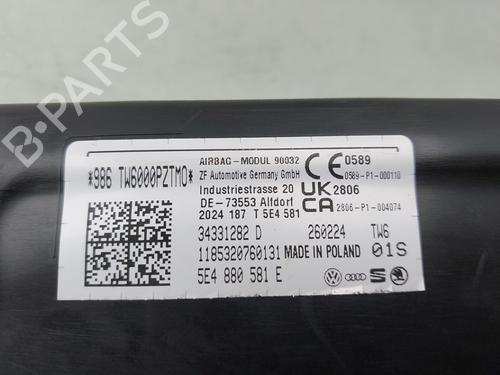 *986 TW6000PZTMO*
AIRBAG-MODUL 90032
ZF Automotive Germany GmbH
Industriestrasse 20
DE-73553 Alfdorf
2024 187 T 5E4 581
CE 0589
0589-P1-000110
UKCA 2806
2806-P1-004074
34331282 D 260224 TW6
1185320760131 MADE IN POLAND 01S
5E4 880 581 E
B-PARTS